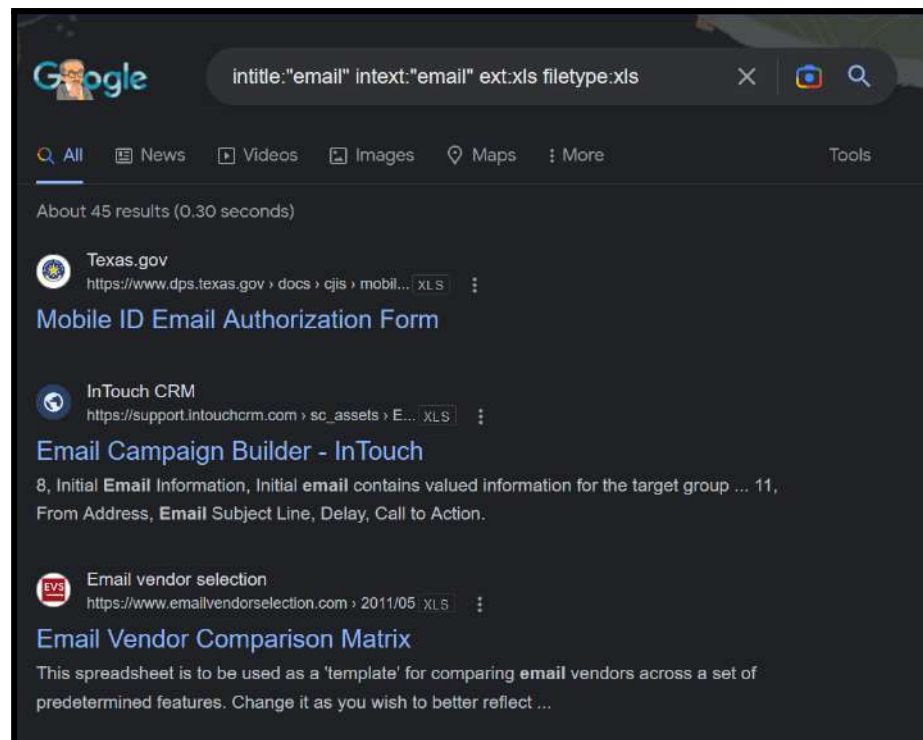 Google
intitle:"email" intext:"email" ext:xls filetype:xls
All News Videos Images Maps More Tools
About 45 results (0.30 seconds)
Texas.gov
https://www.dps.texas.gov › docs › cjis › mobil... XLS
Mobile ID Email Authorization Form
InTouch CRM
https://support.intouchcrm.com › sc_assets › E... XLS
Email Campaign Builder - InTouch
8, Initial Email Information, Initial email contains valued information for the target group ... 11,
From Address, Email Subject Line, Delay, Call to Action.
EVS
Email vendor selection
https://www.emailvendorselection.com › 2011/05 XLS
Email Vendor Comparison Matrix
This spreadsheet is to be used as a 'template' for comparing email vendors across a set of
predetermined features. Change it as you wish to better reflect ...